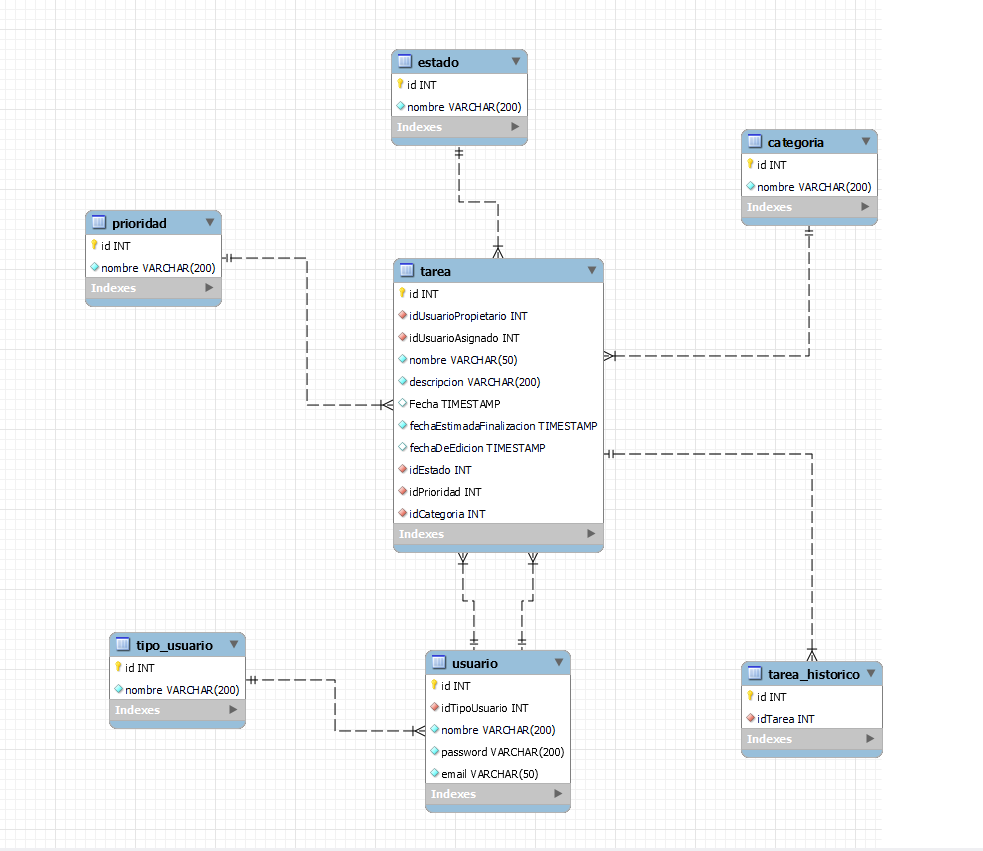 estado
id INT
nombre VARCHAR(200)
Indexes
categoria
id INT
nombre VARCHAR(200)
Indexes
prioridad
id INT
nombre VARCHAR(200)
Indexes
tarea
id INT
idUsuarioPropietario INT
idUsuarioAsignado INT
nombre VARCHAR(50)
descripcion VARCHAR(200)
Fecha TIMESTAMP
fechaEstimadaFinalizacion TIMESTAMP
fechaDeEdicion TIMESTAMP
idEstado INT
idPrioridad INT
idCategoria INT
Indexes
tipo_usuario
id INT
nombre VARCHAR(200)
Indexes
usuario
id INT
idTipoUsuario INT
nombre VARCHAR(200)
password VARCHAR(200)
email VARCHAR(50)
Indexes
tarea_historico
id INT
idTarea INT
Indexes